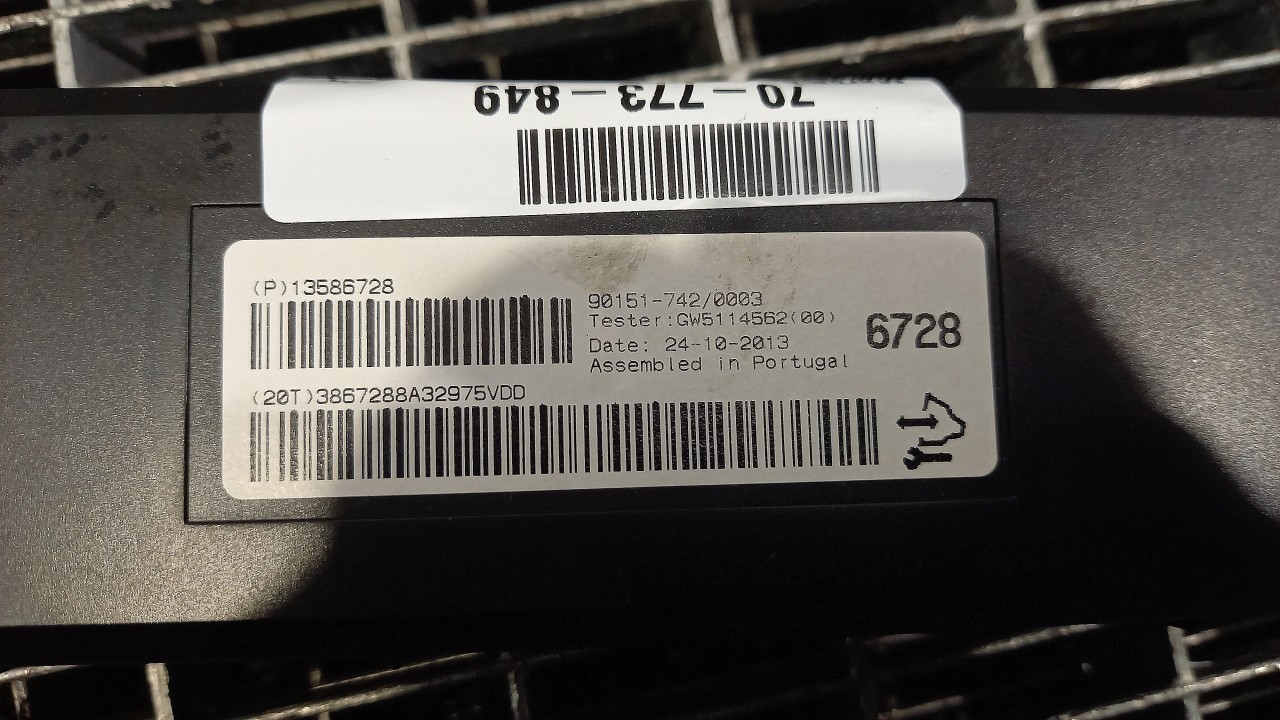 79-773-849
(P)13586728
90151-742/0003
Tester:GW5114562(00)
Date: 24-10-2013
Assembled in Portugal
6728
(20T)3867288A32975VDD